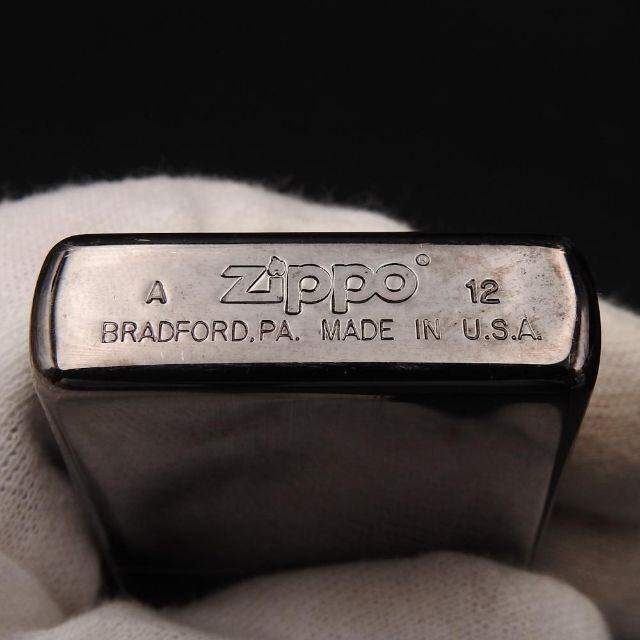 A Zippo® 12
BRADFORD,PA. MADE IN U.S.A.